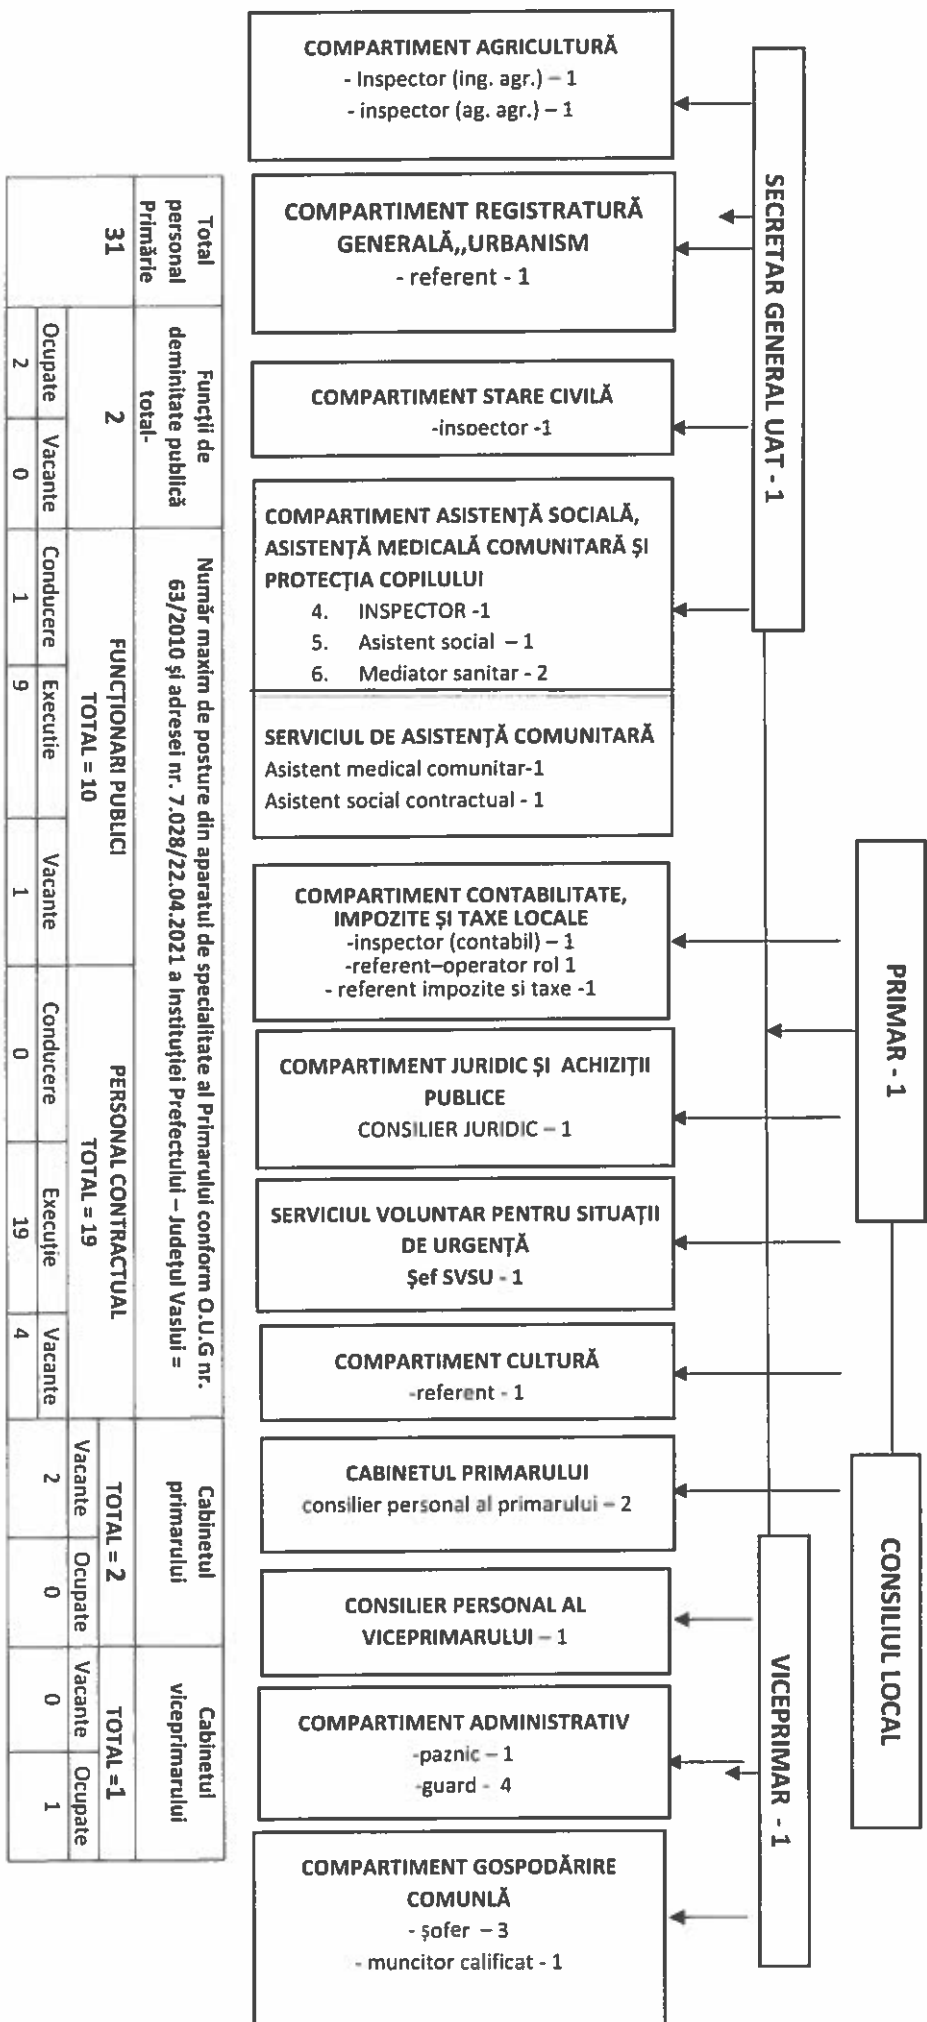 CONSILIUL LOCAL
PRIMAR - 1
SECRETAR GENERAL UAT - 1
VICEPRIMAR - 1
COMPARTIMENT AGRICULTURĂ
- Inspector (ing. agr.) – 1
- inspector (ag. agr.) – 1
COMPARTIMENT REGISTRATURĂ
GENERALĂ,,URBANISM
- referent - 1
COMPARTIMENT STARE CIVILĂ
-inspector -1
COMPARTIMENT ASISTENȚĂ SOCIALĂ,
ASISTENȚĂ MEDICALĂ COMUNITARĂ ȘI
PROTECȚIA COPILULUI
4. INSPECTOR -1
5. Asistent social – 1
6. Mediator sanitar - 2
SERVICIUL DE ASISTENȚĂ COMUNITARĂ
Asistent medical comunitar-1
Asistent social contractual - 1
COMPARTIMENT CONTABILITATE,
IMPOZITE ȘI TAXE LOCALE
-inspector (contabil) – 1
-referent–operator rol 1
- referent impozite si taxe -1
COMPARTIMENT JURIDIC ȘI ACHIZIȚII
PUBLICE
CONSILIER JURIDIC – 1
SERVICIUL VOLUNTAR PENTRU SITUAȚII
DE URGENȚĂ
Șef SVSU - 1
COMPARTIMENT CULTURĂ
-referent - 1
CABINETUL PRIMARULUI
consilier personal al primarului – 2
CONSILIER PERSONAL AL
VICEPRIMARULUI – 1
COMPARTIMENT ADMINISTRATIV
-paznic – 1
-guard - 4
COMPARTIMENT GOSPODĂRIRE
COMUNLĂ
- șofer – 3
- muncitor calificat - 1
Total
personal
Primărie
Funcții de
deminitate publică
total-
Număr maxim de posture din aparatul de specialitate al Primarului conform O.U.G nr.
63/2010 și adresei nr. 7.028/22.04.2021 a Instituției Prefectului – Județul Vaslui =
Cabinetul
primarului
Cabinetul
viceprimarului
31
2
FUNCȚIONARI PUBLICI
TOTAL = 10
PERSONAL CONTRACTUAL
TOTAL = 19
TOTAL = 2
TOTAL =1
Ocupate Vacante Conducere Executie Vacante Conducere Execuție Vacante Vacante Ocupate Vacante Ocupate
2 0 1 9 1 0 19 4 2 0 0 1